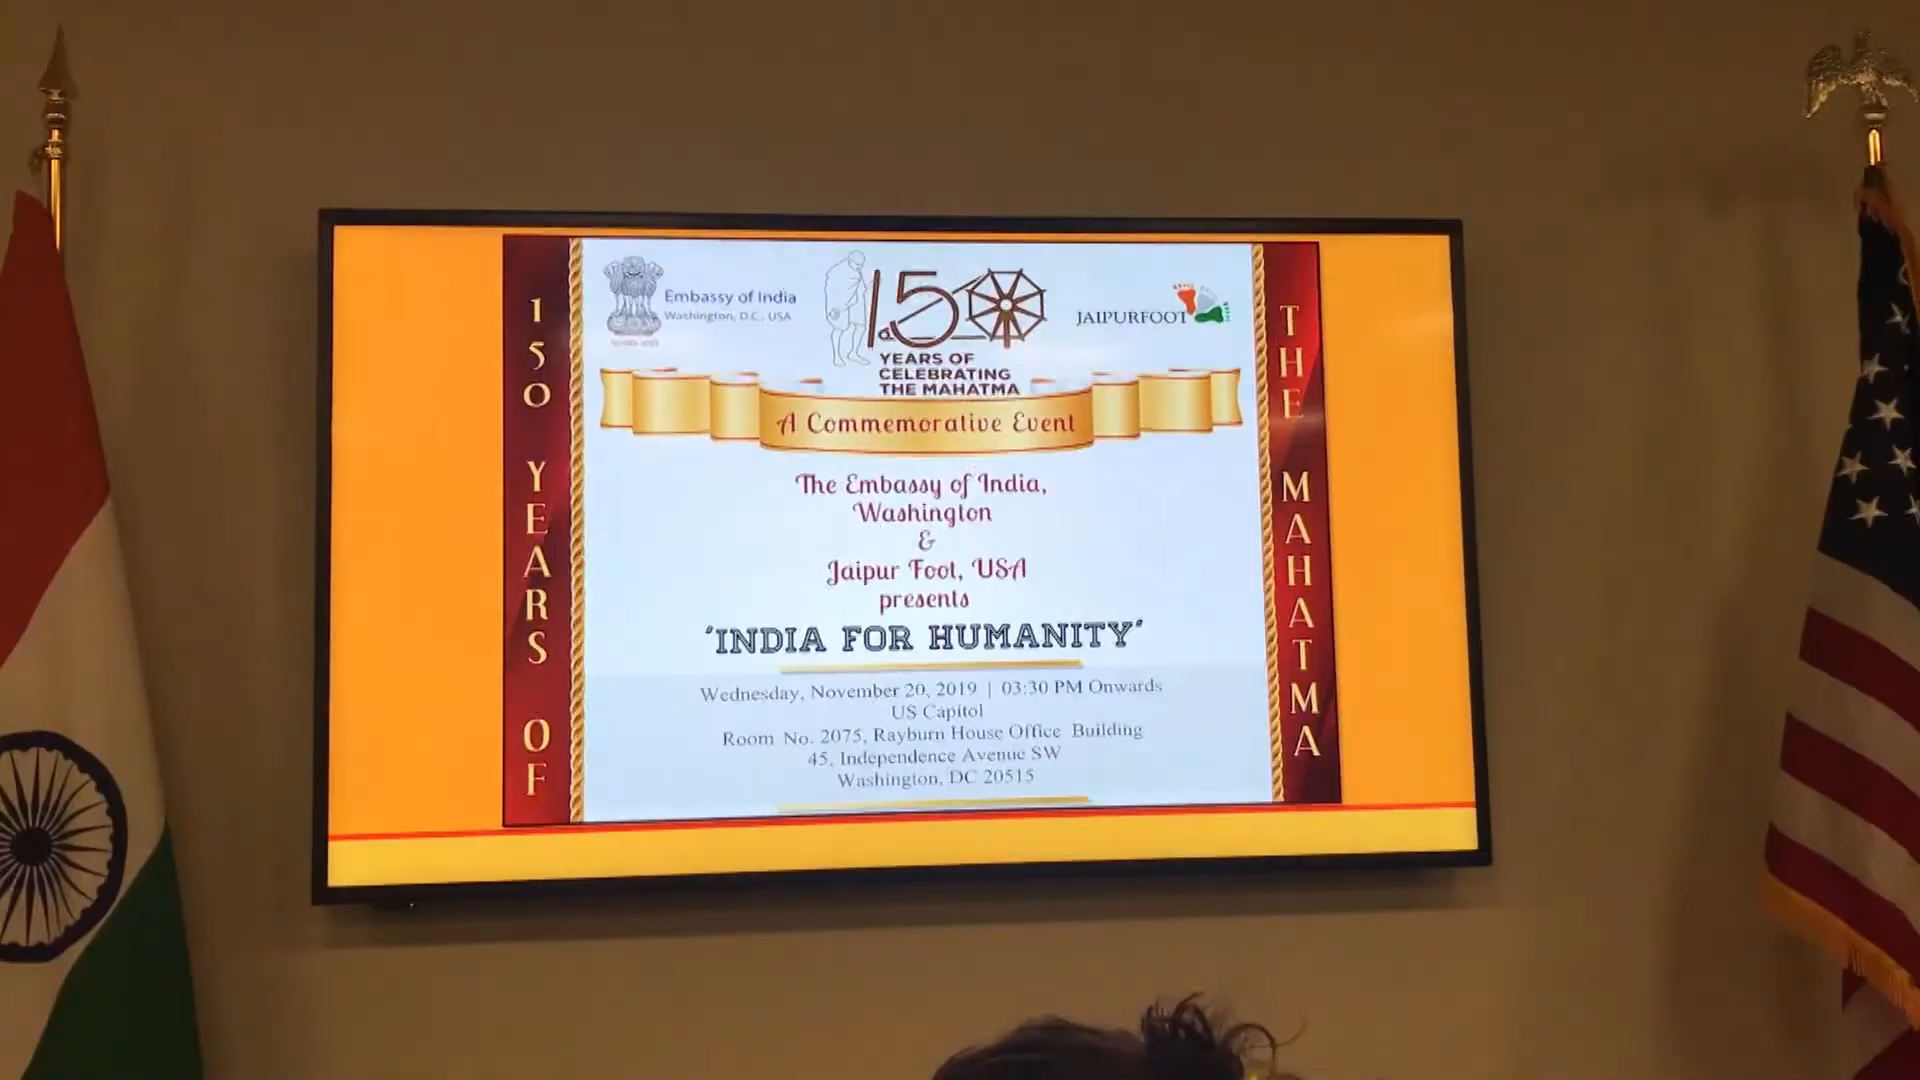 150 YEARS OF
Embassy of India
Washington, D.C., USA
150
YEARS OF
CELEBRATING
THE MAHATMA
JAIPURFOOT
A Commemorative Event
The Embassy of India,
Washington
&
Jaipur Foot, USA
presents
'INDIA FOR HUMANITY'
Wednesday, November 20, 2019 | 03:30 PM Onwards
US Capitol
Room No. 2075, Rayburn House Office Building
45, Independence Avenue SW
Washington, DC 20515
THE MAHATMA